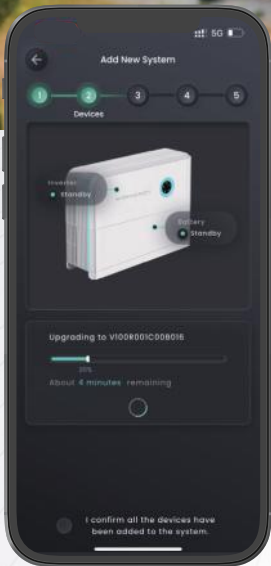 5G
Add New System
1 2 3 4 5
Devices
Inverter
Standby
Battery
Standby
Upgrading to V100R001C00B016
20%
About 4 minutes remaining
I confirm all the devices have
been added to the system.